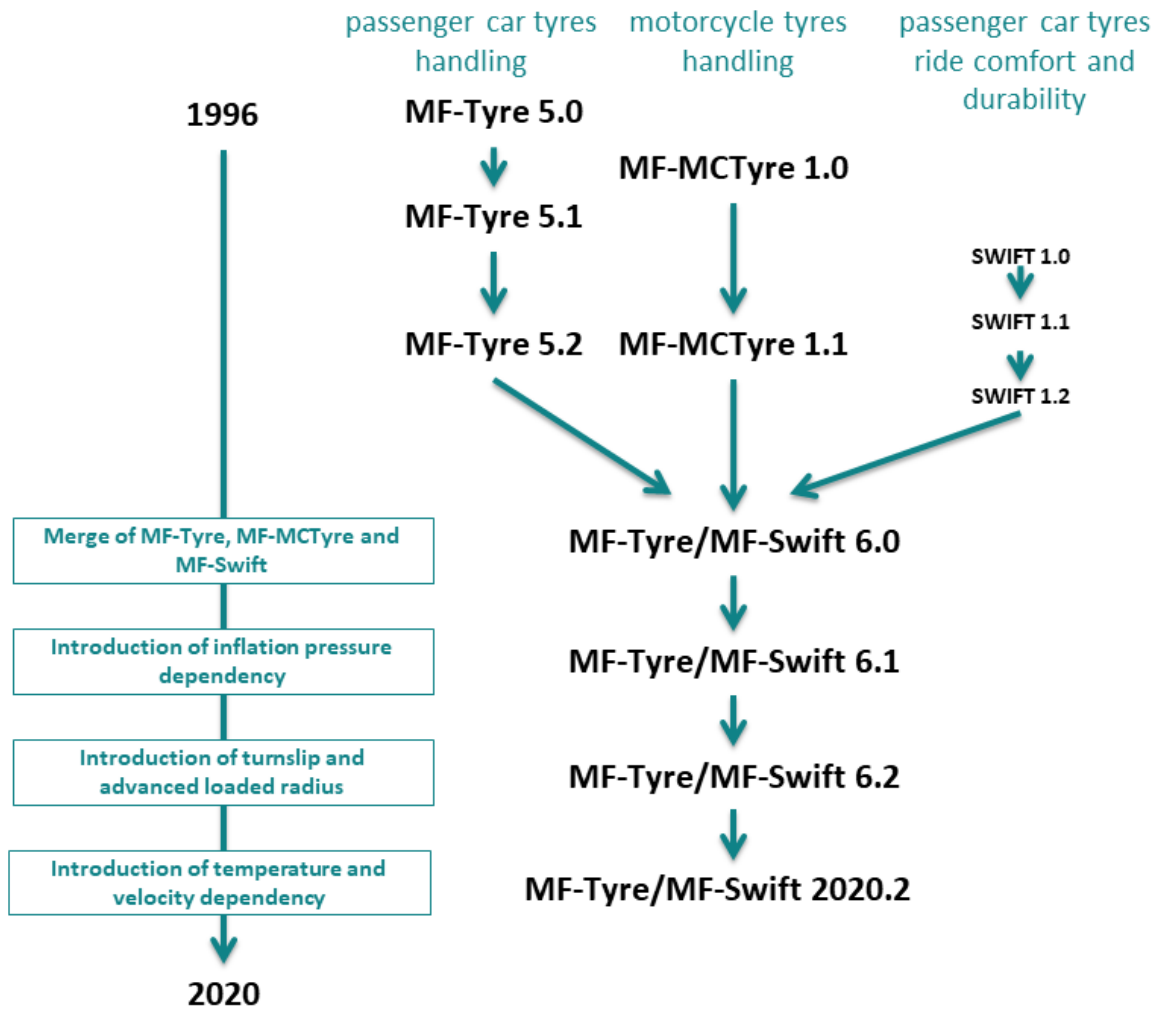 passenger car tyres
handling
motorcycle tyres
handling
passenger car tyres
ride comfort and
durability
1996
MF-Tyre 5.0
MF-MCTyre 1.0
MF-Tyre 5.1
SWIFT 1.0
SWIFT 1.1
MF-Tyre 5.2
MF-MCTyre 1.1
SWIFT 1.2
Merge of MF-Tyre, MF-MCTyre and
MF-Swift
MF-Tyre/MF-Swift 6.0
Introduction of inflation pressure
dependency
MF-Tyre/MF-Swift 6.1
Introduction of turnslip and
advanced loaded radius
MF-Tyre/MF-Swift 6.2
Introduction of temperature and
velocity dependency
MF-Tyre/MF-Swift 2020.2
2020